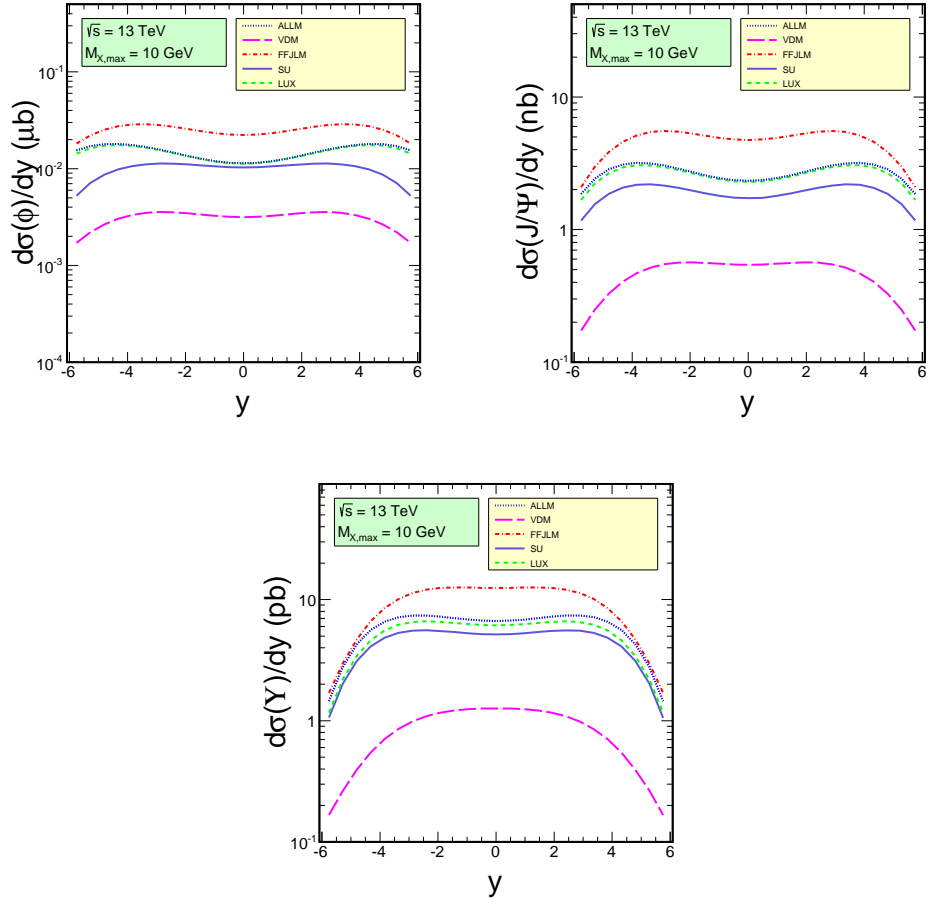 √s = 13 TeV
M_X,max = 10 GeV
ALLM
VDM
FFJLM
SU
LUX
dσ(ϕ)/dy (μb)
10⁻¹
10⁻²
10⁻³
10⁻⁴
-6 -4 -2 0 2 4 6
y
√s = 13 TeV
M_X,max = 10 GeV
ALLM
VDM
FFJLM
SU
LUX
dσ(J/Ψ)/dy (nb)
10
1
10⁻¹
-6 -4 -2 0 2 4 6
y
√s = 13 TeV
M_X,max = 10 GeV
ALLM
VDM
FFJLM
SU
LUX
dσ(Υ)/dy (pb)
10
1
10⁻¹
-6 -4 -2 0 2 4 6
y